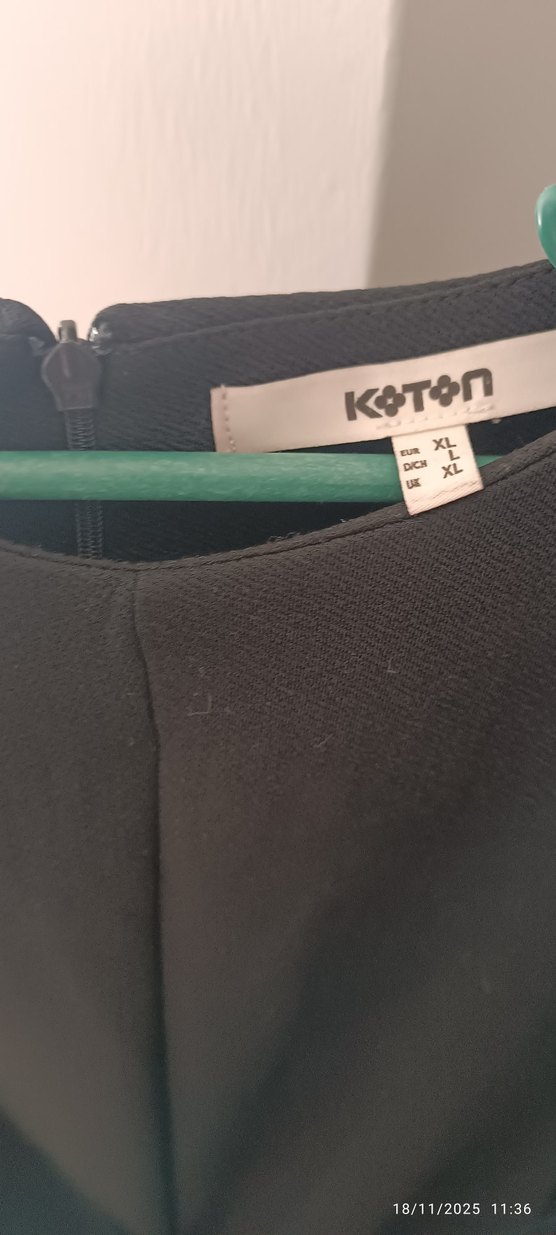 KOTON
EUR XL
D/CH L
UK XL
18/11/2025 11:36